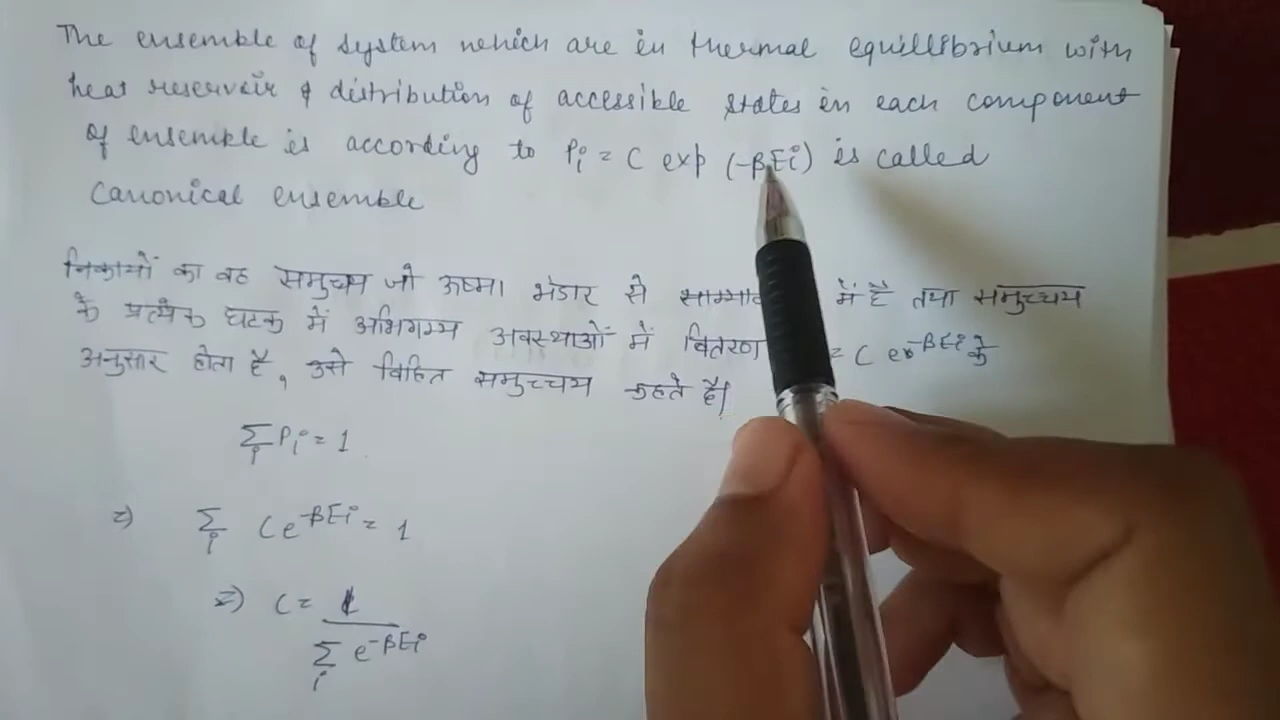 The ensemble of system which are in thermal equillibrium with
heat reservoir & distribution of accessible states in each component
of ensemble is according to Pi = C exp (-βEi) is called
Canonical ensemble
निकायों का वह समुच्चय जो ऊष्मा भंडार से में है तथा समुच्चय
के प्रत्येक घटक में अभिगम्य अवस्थाओं में वितरण = C e^-βEi के
अनुसार होता है, उसे विहित समुच्चय कहते हैं।
Σi Pi = 1
=) Σi Ce^-βEi = 1
=) C = 1 / Σi e^-βEi